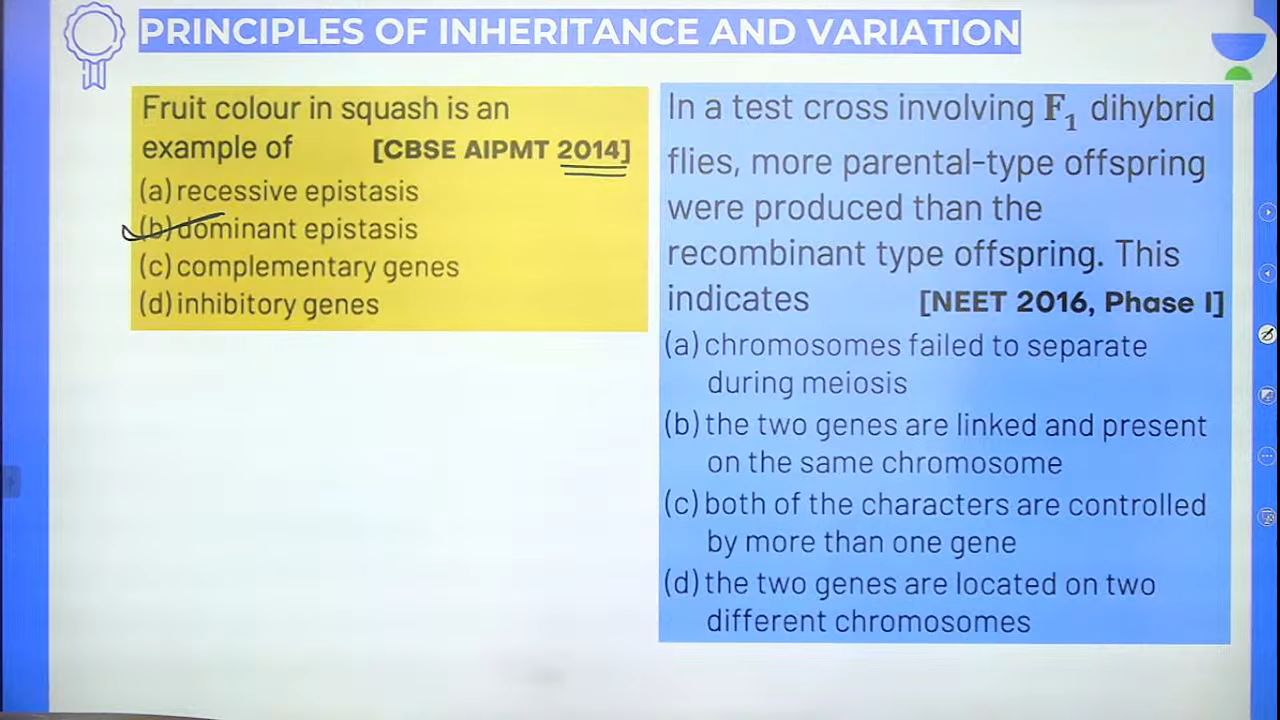 PRINCIPLES OF INHERITANCE AND VARIATION
Fruit colour in squash is an
example of [CBSE AIPMT 2014]
(a) recessive epistasis
(b) dominant epistasis
(c) complementary genes
(d) inhibitory genes
In a test cross involving F₁ dihybrid
flies, more parental-type offspring
were produced than the
recombinant type offspring. This
indicates [NEET 2016, Phase I]
(a) chromosomes failed to separate
during meiosis
(b) the two genes are linked and present
on the same chromosome
(c) both of the characters are controlled
by more than one gene
(d) the two genes are located on two
different chromosomes